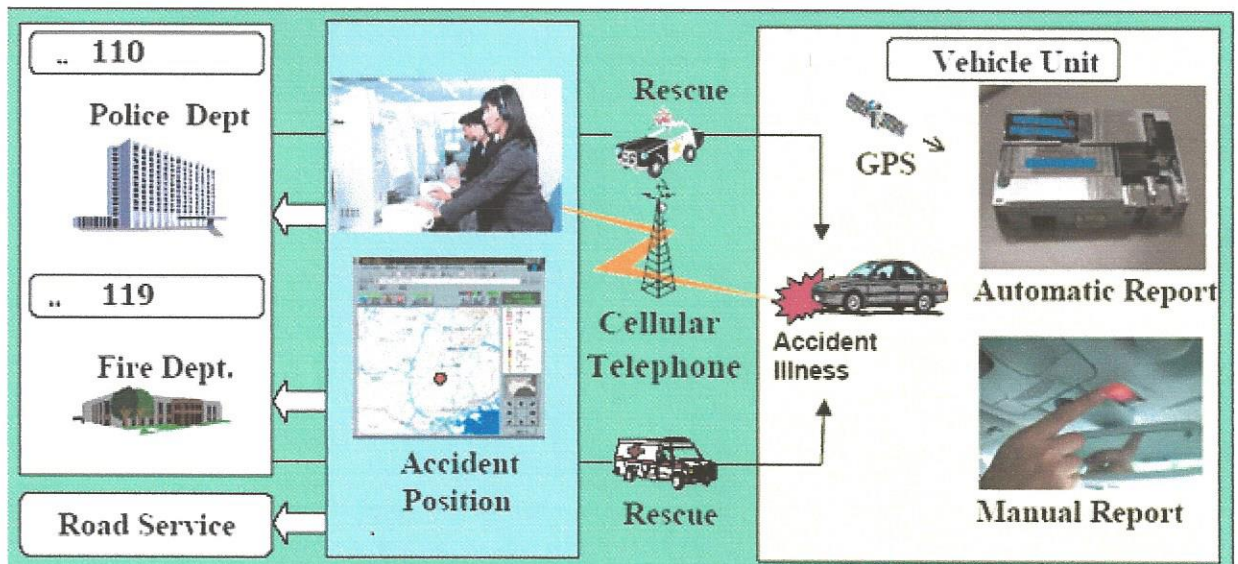 .. 110
Police Dept
.. 119
Fire Dept.
Road Service
Accident
Position
Rescue
Cellular
Telephone
Rescue
Vehicle Unit
GPS
Automatic Report
Accident
Illness
Manual Report